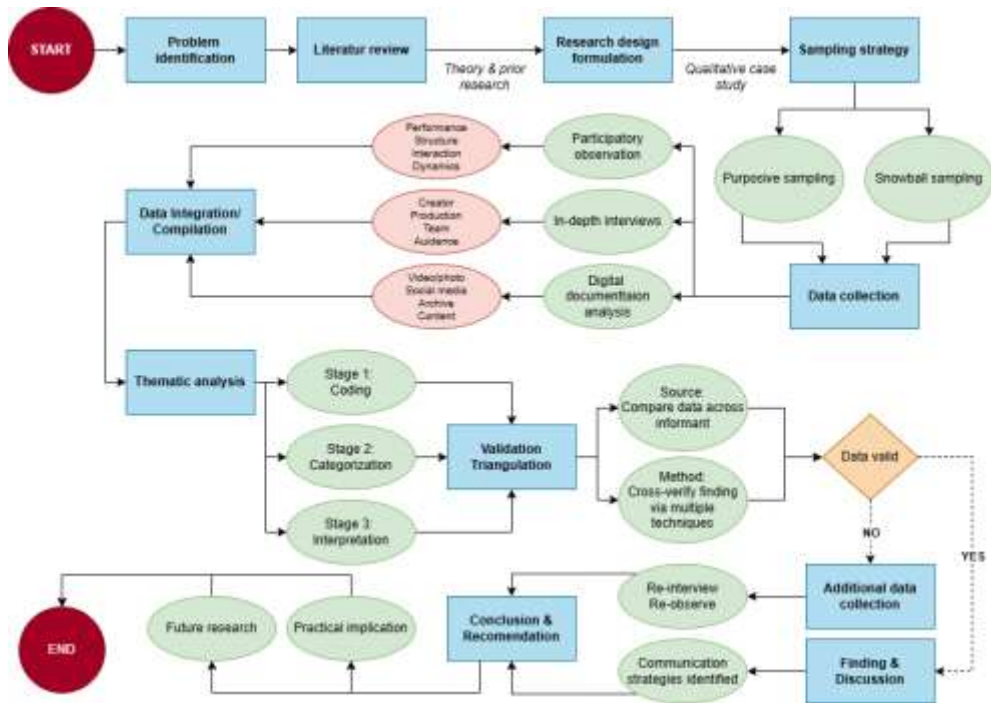 START
Problem
identification
Literatur review
Theory & prior
research
Research design
formulation
Qualitative case
study
Sampling strategy
Performance
Structure
Interaction
Dynamics
Participatory
observation
Purposive sampling
Snowball sampling
Data Integration/
Compilation
Creator
Production
Team
Auidence
In-depth Interviews
Video/photo
Social media
Archive
Content
Digital
documenttaion
analysis
Data collection
Thematic analysis
Stage 1:
Coding
Source:
Compare data across
informant
Stage 2:
Categorization
Validation
Triangulation
Data valid
Method:
Cross-verify finding
via multiple
techniques
Stage 3:
Interpretation
NO
YES
Re-interview
Re-observe
Additional data
collection
END
Future research
Practical implication
Conclusion &
Recomendation
Communication
strategies identified
Finding &
Discussion